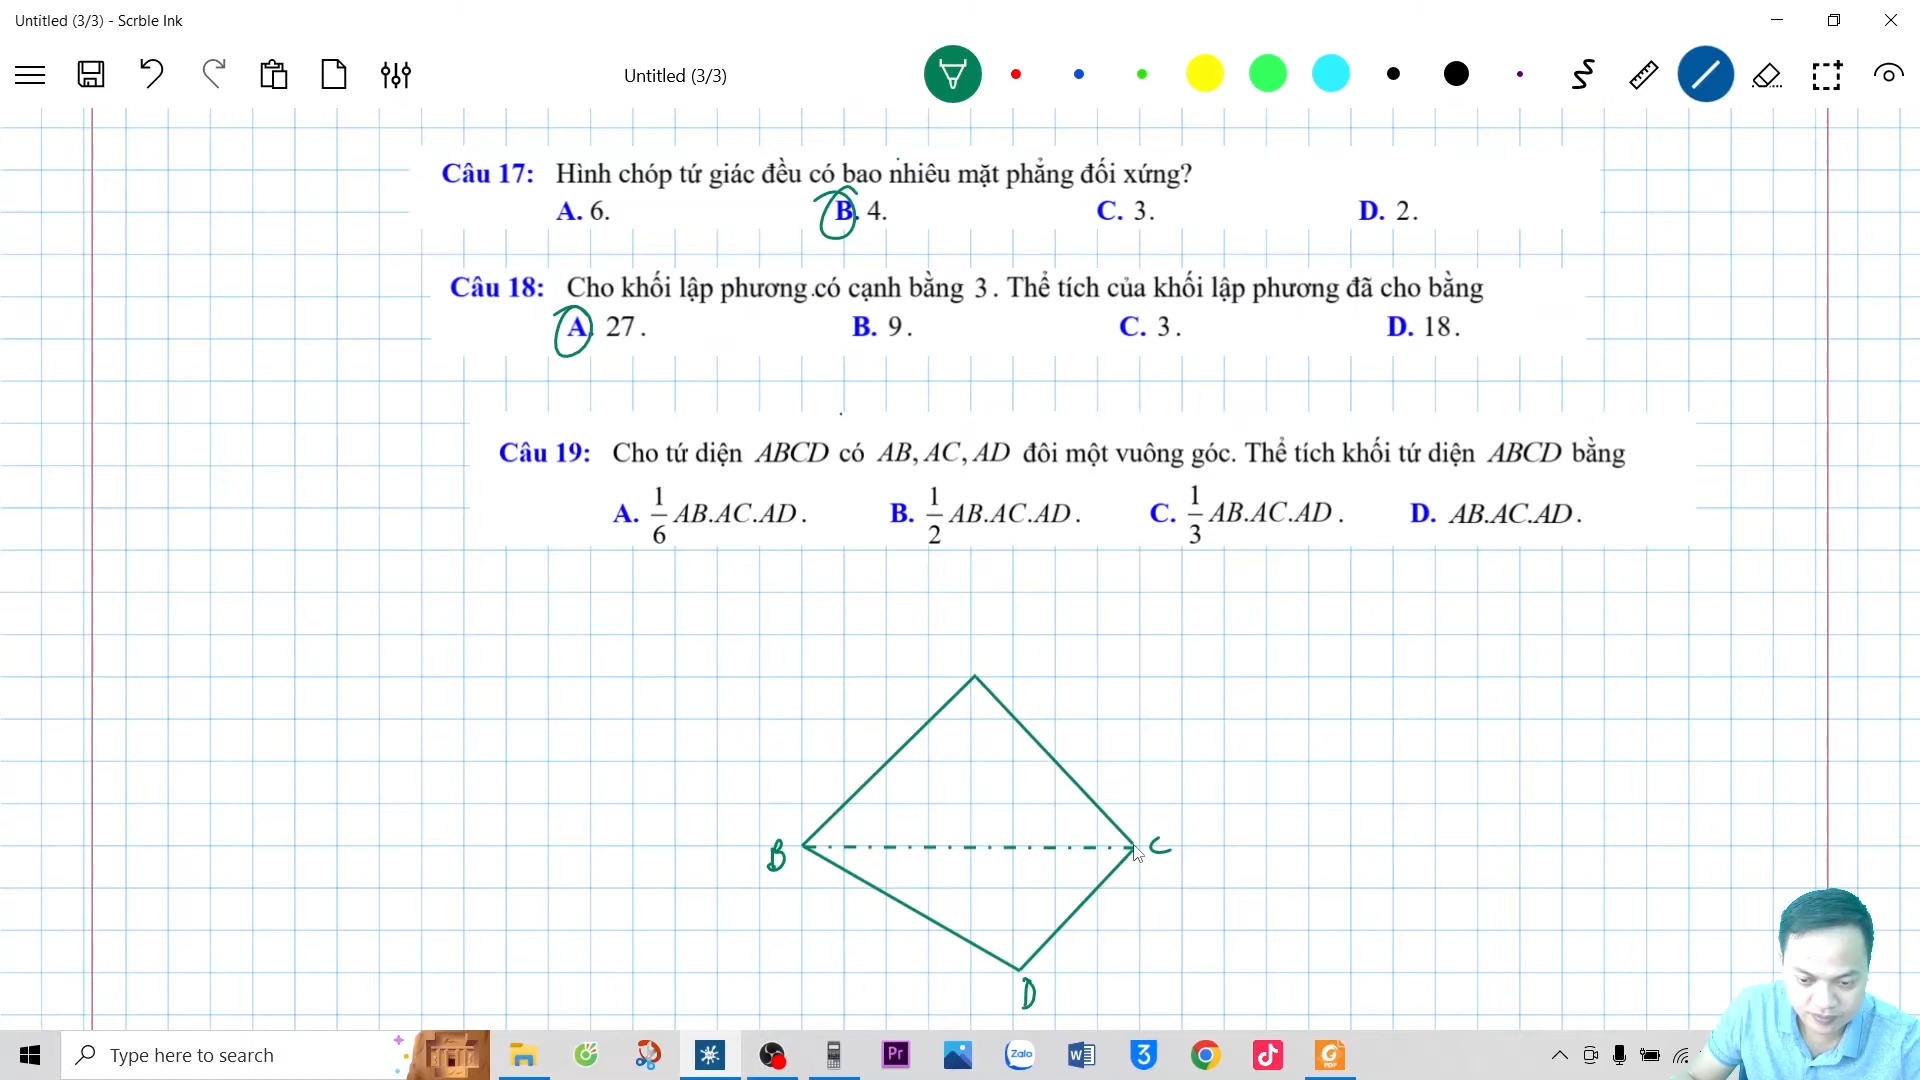 Untitled (3/3) - Scrble Ink
Untitled (3/3)
Câu 17: Hình chóp tứ giác đều có bao nhiêu mặt phẳng đối xứng?
A. 6. B. 4. C. 3. D. 2.
Câu 18: Cho khối lập phương có cạnh bằng 3. Thể tích của khối lập phương đã cho bằng
A. 27. B. 9. C. 3. D. 18.
Câu 19: Cho tứ diện ABCD có AB, AC, AD đôi một vuông góc. Thể tích khối tứ diện ABCD bằng
A. 1/6 AB.AC.AD. B. 1/2 AB.AC.AD. C. 1/3 AB.AC.AD. D. AB.AC.AD.
B C
D
Type here to search
Pr Zalo W 3 G PDF